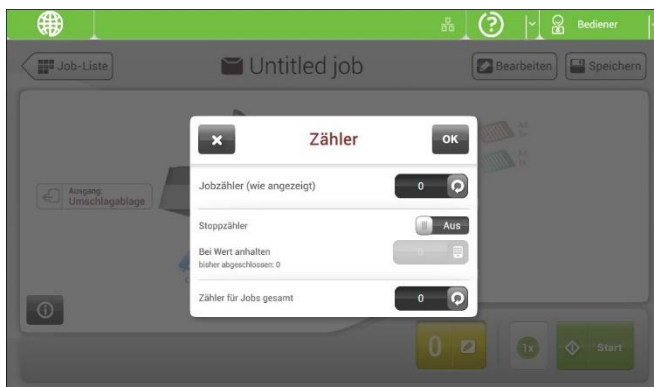 Bediener
Job-Liste
Untitled job
Bearbeiten
Speichern
Zähler
OK
Jobzähler (wie angezeigt)
0
Ausgang:
Umschlagablage
Stoppzähler
Aus
Bei Wert anhalten
0
bisher abgeschlossen: 0
Zähler für Jobs gesamt
0
0
1x
Start